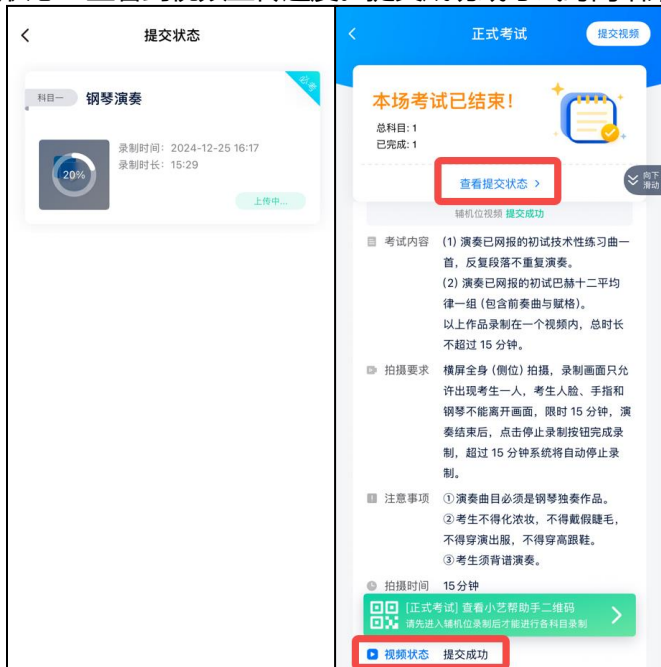 提交状态
必考
科目一 钢琴演奏
20%
录制时间：2024-12-25 16:17
录制时长：15:29
上传中...
正式考试
提交视频
本场考试已结束！
总科目: 1
已完成: 1
查看提交状态 >
向下
滑动
辅机位视频 提交成功
考试内容 (1) 演奏已网报的初试技术性练习曲一
首，反复段落不重复演奏。
(2) 演奏已网报的初试巴赫十二平均
律一组 (包含前奏曲与赋格)。
以上作品录制在一个视频内，总时长
不超过 15 分钟。
拍摄要求 横屏全身 (侧位) 拍摄，录制画面只允
许出现考生一人，考生人脸、手指和
钢琴不能离开画面，限时 15 分钟，演
奏结束后，点击停止录制按钮完成录
制，超过 15 分钟系统将自动停止录
制。
注意事项 ①演奏曲目必须是钢琴独奏作品。
②考生不得化浓妆，不得戴假睫毛，
不得穿演出服，不得穿高跟鞋。
③考生须背谱演奏。
拍摄时间 15分钟
[正式考试] 查看小艺帮助手二维码
请先进入辅机位录制后才能进行各科目录制
视频状态 提交成功